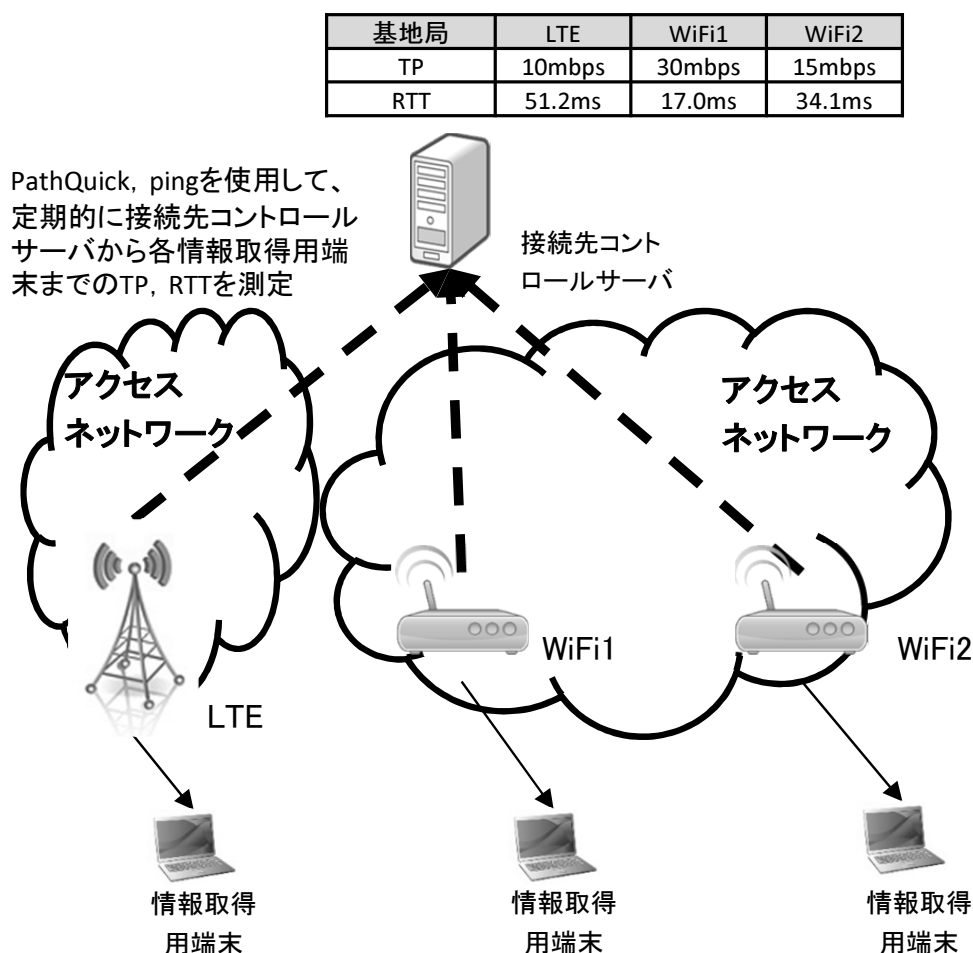 基地局 LTE WiFi1 WiFi2
TP 10mbps 30mbps 15mbps
RTT 51.2ms 17.0ms 34.1ms
PathQuick, pingを使用して、
定期的に接続先コントロール
サーバから各情報取得用端
末までのTP, RTTを測定
接続先コント
ロールサーバ
アクセス
ネットワーク
アクセス
ネットワーク
LTE
WiFi1
WiFi2
情報取得
用端末
情報取得
用端末
情報取得
用端末